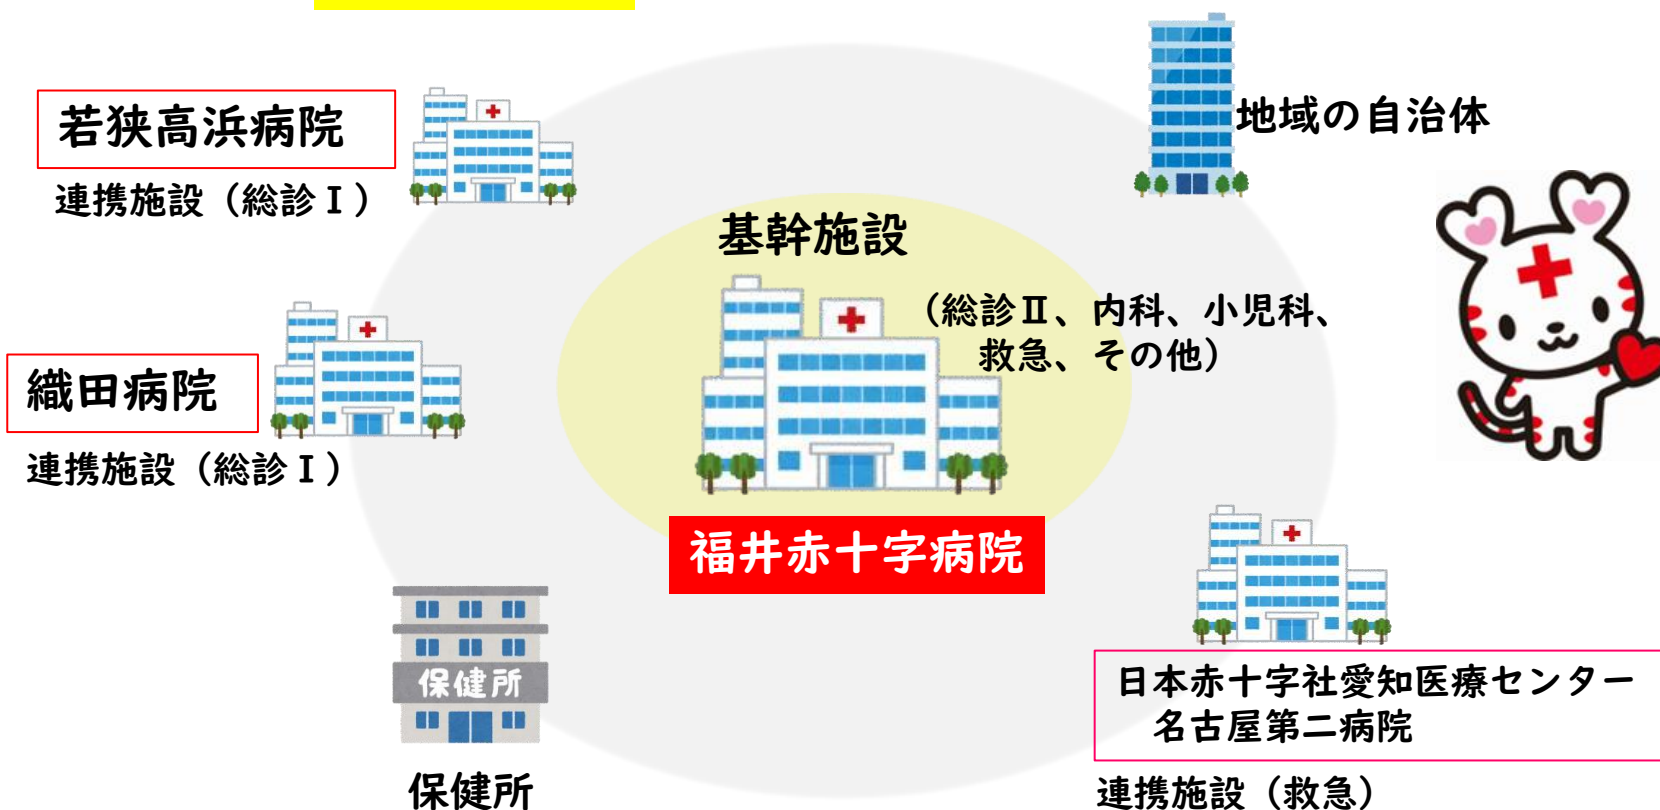 若狭高浜病院
連携施設（総診Ⅰ）
地域の自治体
基幹施設
（総診Ⅱ、内科、小児科、
救急、その他）
織田病院
連携施設（総診Ⅰ）
福井赤十字病院
保健所
保健所
日本赤十字社愛知医療センター
名古屋第二病院
連携施設（救急）